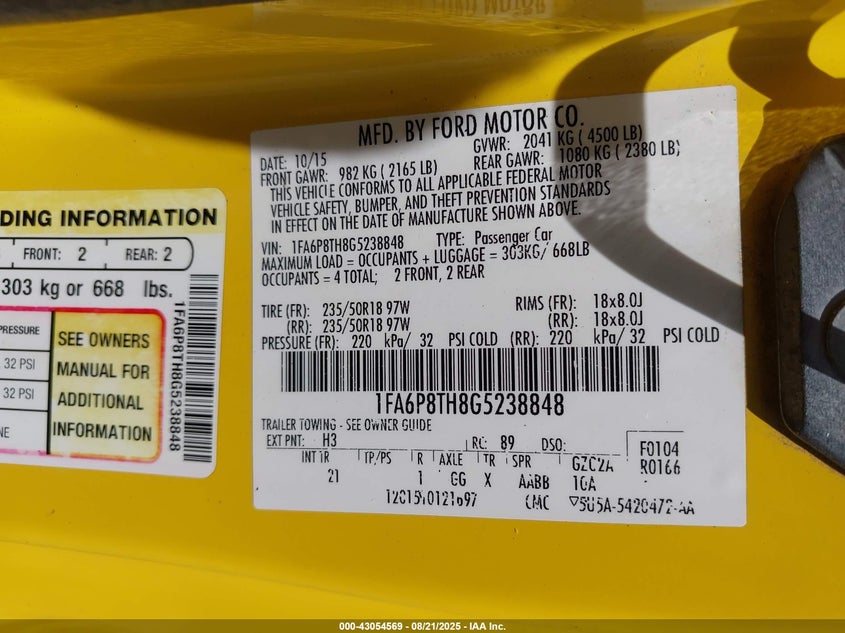 MFD. BY FORD MOTOR CO.
DATE: 10/15
GVWR: 2041 KG ( 4500 LB)
FRONT GAWR: 982 KG ( 2165 LB)
REAR GAWR: 1080 KG ( 2380 LB)
THIS VEHICLE CONFORMS TO ALL APPLICABLE FEDERAL MOTOR
VEHICLE SAFETY, BUMPER, AND THEFT PREVENTION STANDARDS
IN EFFECT ON THE DATE OF MANUFACTURE SHOWN ABOVE.
VIN: 1FA6P8TH8G5238848 TYPE: Passenger Car
MAXIMUM LOAD = OCCUPANTS + LUGGAGE = 303KG/ 668LB
OCCUPANTS = 4 TOTAL; 2 FRONT, 2 REAR
TIRE (FR): 235/50R18 97W RIMS (FR): 18x8.0J
(RR): 235/50R18 97W (RR): 18x8.0J
PRESSURE (FR): 220 kPa/ 32 PSI COLD (RR): 220 kPa/ 32 PSI COLD
1FA6P8TH8G5238848
TRAILER TOWING - SEE OWNER GUIDE
EXT PNT: H3 RC: 89 DSO: F0104
R0166
INT TR TP/PS R AXLE TR SPR GZC2A
21 1 GG X AABB 10A
CMC 5U5A-5420472-AA
DING INFORMATION
FRONT: 2 REAR: 2
303 kg or 668 lbs.
PRESSURE
32 PSI
32 PSI
SEE OWNERS
MANUAL FOR
ADDITIONAL
INFORMATION
1FA6P8TH8G5238848
000-43054569 - 08/21/2025 - IAA Inc.